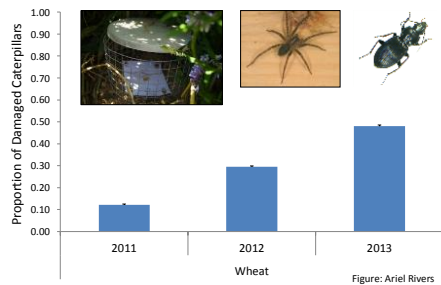 Proportion of Damaged Caterpillars
1.00
0.90
0.80
0.70
0.60
0.50
0.40
0.30
0.20
0.10
0.00
2011 2012 2013
Wheat
Figure: Ariel Rivers